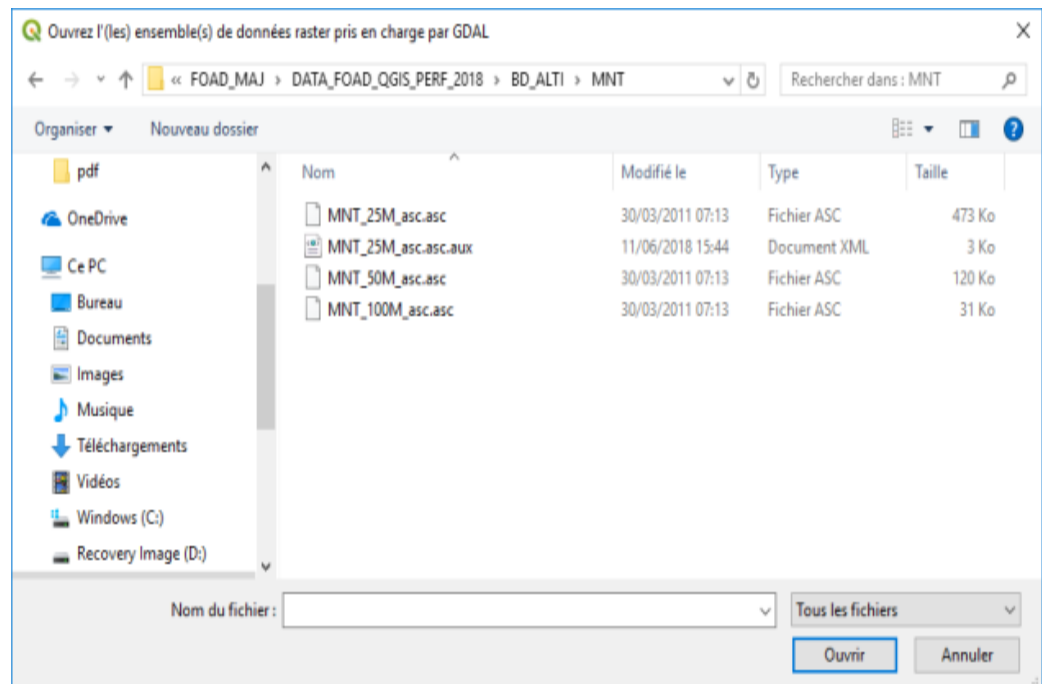 Ouvrez l'(les) ensemble(s) de données raster pris en charge par GDAL
« FOAD_MAJ › DATA_FOAD_QGIS_PERF_2018 › BD_ALTI › MNT
Rechercher dans : MNT
Organiser
Nouveau dossier
pdf
OneDrive
Ce PC
Bureau
Documents
Images
Musique
Téléchargements
Vidéos
Windows (C:)
Recovery Image (D:)
Nom Modifié le Type Taille
MNT_25M_asc.asc 30/03/2011 07:13 Fichier ASC 473 Ko
MNT_25M_asc.asc.aux 11/06/2018 15:44 Document XML 3 Ko
MNT_50M_asc.asc 30/03/2011 07:13 Fichier ASC 120 Ko
MNT_100M_asc.asc 30/03/2011 07:13 Fichier ASC 31 Ko
Nom du fichier :
Tous les fichiers
Ouvrir
Annuler